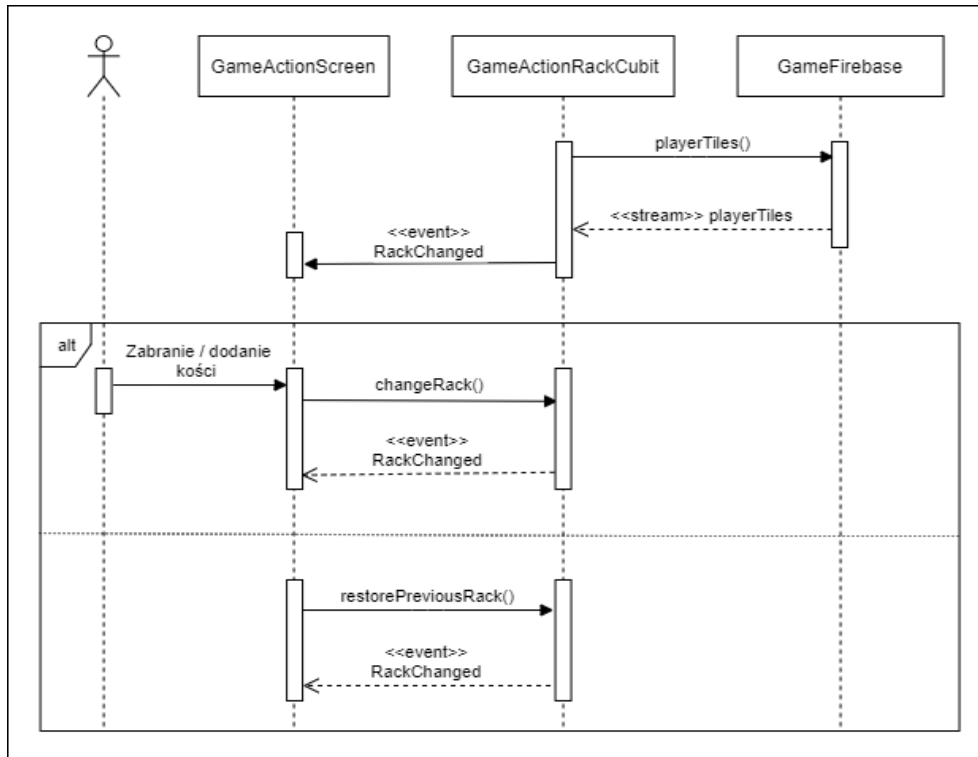 GameActionScreen
GameActionRackCubit
GameFirebase
playerTiles()
<<stream>> playerTiles
<<event>>
RackChanged
alt
Zabranie / dodanie
kości
changeRack()
<<event>>
RackChanged
restorePreviousRack()
<<event>>
RackChanged